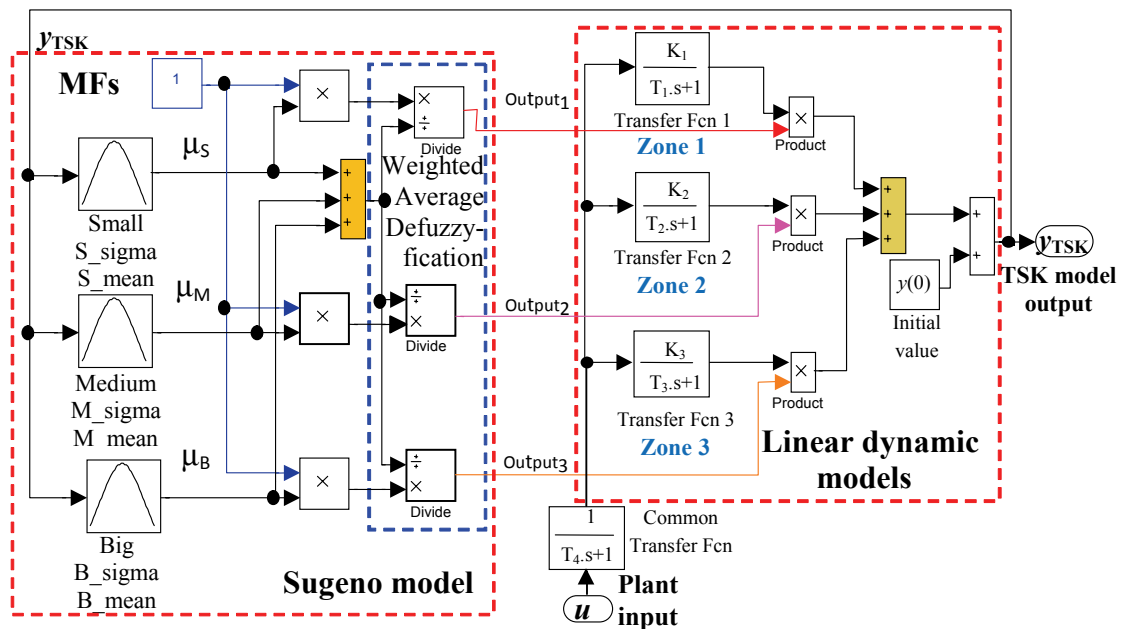 yTSK
MFs
1
×
μS
Small
S_sigma
S_mean
μM
Medium
M_sigma
M_mean
μB
Big
B_sigma
B_mean
×
×
+
+
+
×
÷
Divide
Weighted
Average
Defuzzy-
fication
÷
×
Divide
÷
×
Divide
Sugeno model
Output1
Output2
Output3
K1
T1.s+1
Transfer Fcn 1
Zone 1
K2
T2.s+1
Transfer Fcn 2
Zone 2
K3
T3.s+1
Transfer Fcn 3
Zone 3
×
Product
×
Product
×
Product
+
+
+
+
+
y(0)
Initial
value
yTSK
TSK model
output
Linear dynamic
models
1
T4.s+1
Common
Transfer Fcn
Plant
input
u